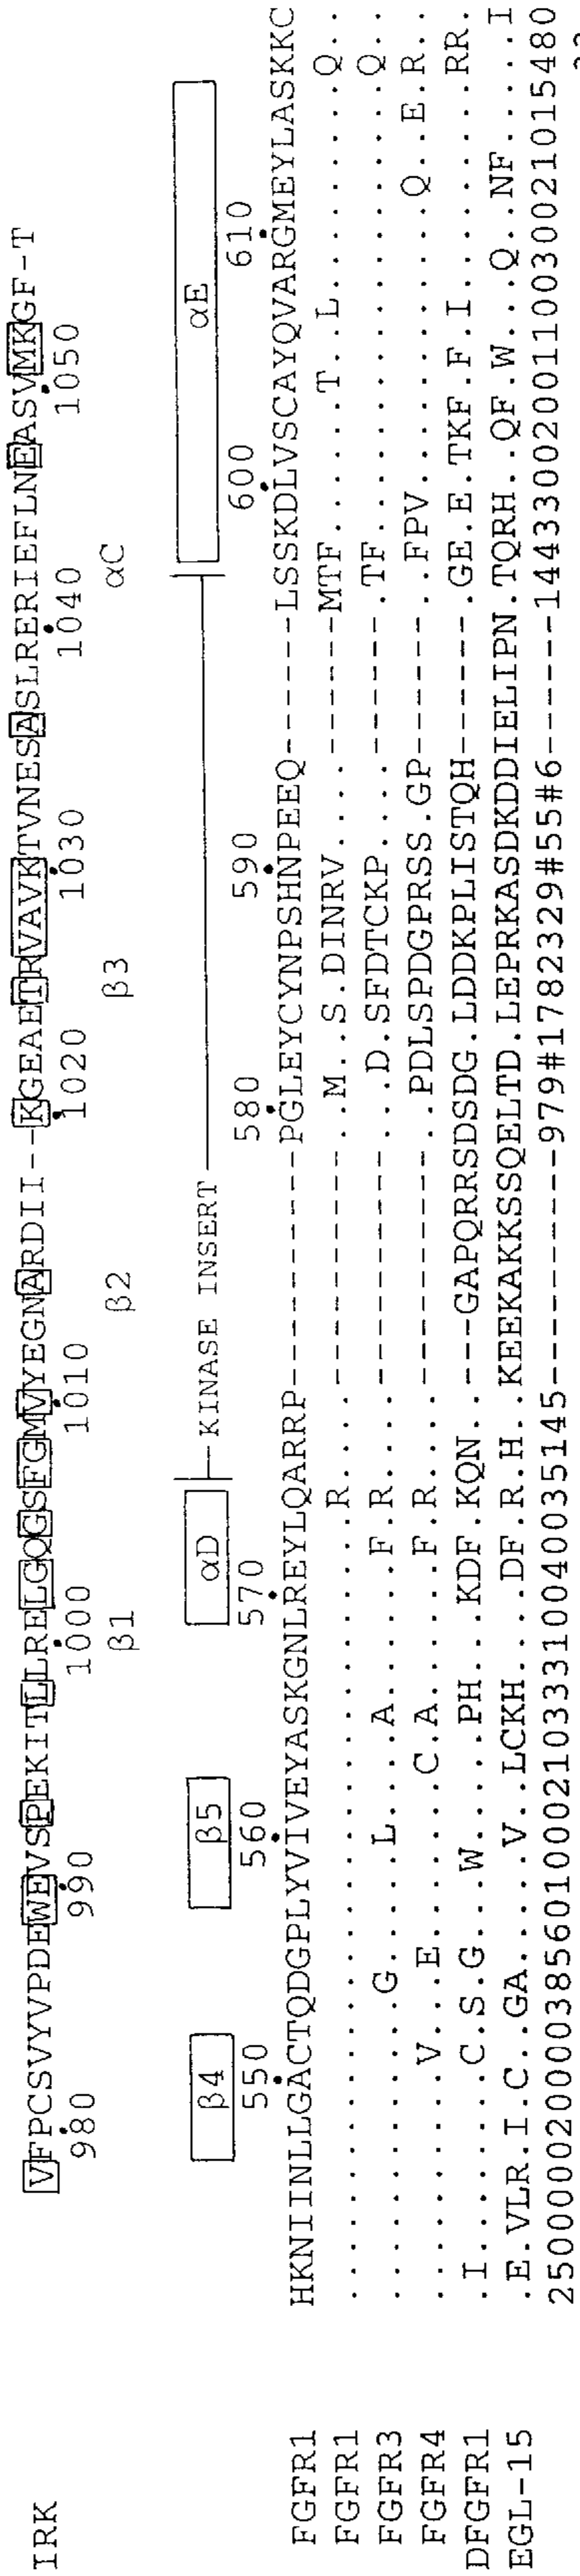 IRK VFPCSVYVPDEWEVSPEKITLLRELGQGSFGMVYEGNARDII--KGEAETRVAVKTVNESASLRERIEFLNEASVMKGF-T
980 990 1000 1010 1020 1030 1040 1050
β1 β2 β3 αC
β4 β5 αD KINASE INSERT αE
550 560 570 580 590 600 610
FGFR1 HKNIINLLGACTQDGPLYVIVEYASKGNLREYLQARRP-----------PGLEYCYNPSHNPEEQ------LSSKDLVSCAYQVARGMEYLASKKC
FGFR1 ......................................-----------..M..S.DINRV....------MTF.......T..L.........Q..
FGFR3 ............G......L....A......F.R....-----------...D.SFDTCKP....------.TF...................Q..
FGFR4 ..........V...E.......C.A......F.R....-----------..PDLSPDGPRSS.GP------..FPV............Q..E.R..
DFGFR1 .I........C.S.G...W.....PH...KDF.KQN..---GAPQRRSDSDG.LDDKPLISTQH------.GE.E.TKF.F.I.........RR.
EGL-15 .E.VLR.I.C..GA......V..LCKH....DF.R.H..KEEKAKKSSQELTD.LEPRKASDKDDIELIPN.TQRH..QF.W...Q..NF.....I
25000002000003856010002103331004003514 5-----------979#1782329#55#6------1443300200110030021015480